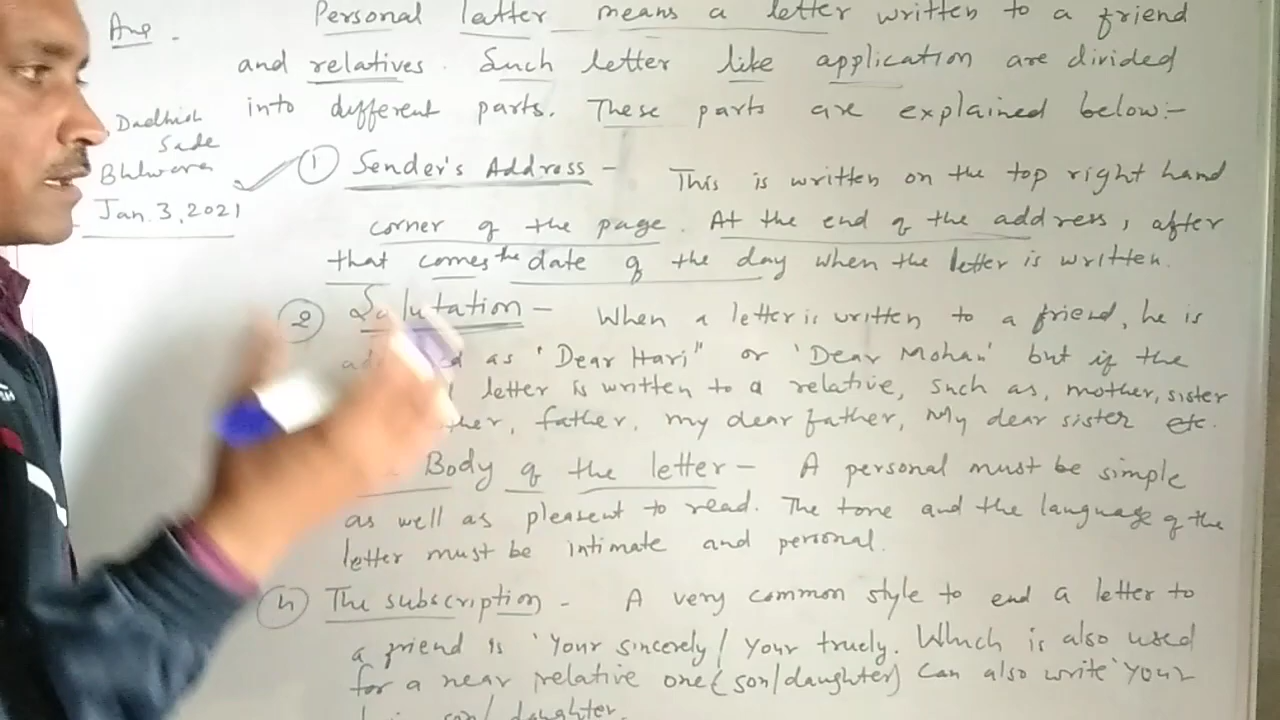 Ans.
Personal latter means a letter written to a friend
and relatives. Such letter like application are divided
into different parts. These parts are explained below:-
Sade
Jan. 3, 2021
① Sender's Address - This is written on the top right hand
corner of the page. At the end of the address, after
that comes the date of the day when the letter is written.
② Salutation - When a letter is written to a friend, he is
as 'Dear Hari" or 'Dear Mohan' but if the
letter is written to a relative, such as, mother, sister
father, my dear father, My dear sister etc.
Body of the letter - A personal must be simple
as well as pleasent to read. The tone and the language of the
letter must be intimate and personal.
The subscription - A very common style to end a letter to
a friend is 'Your sincerely / Your truely. Which is also used
for a near relative one (son/daughter) Can also write 'Your
son/daughter.